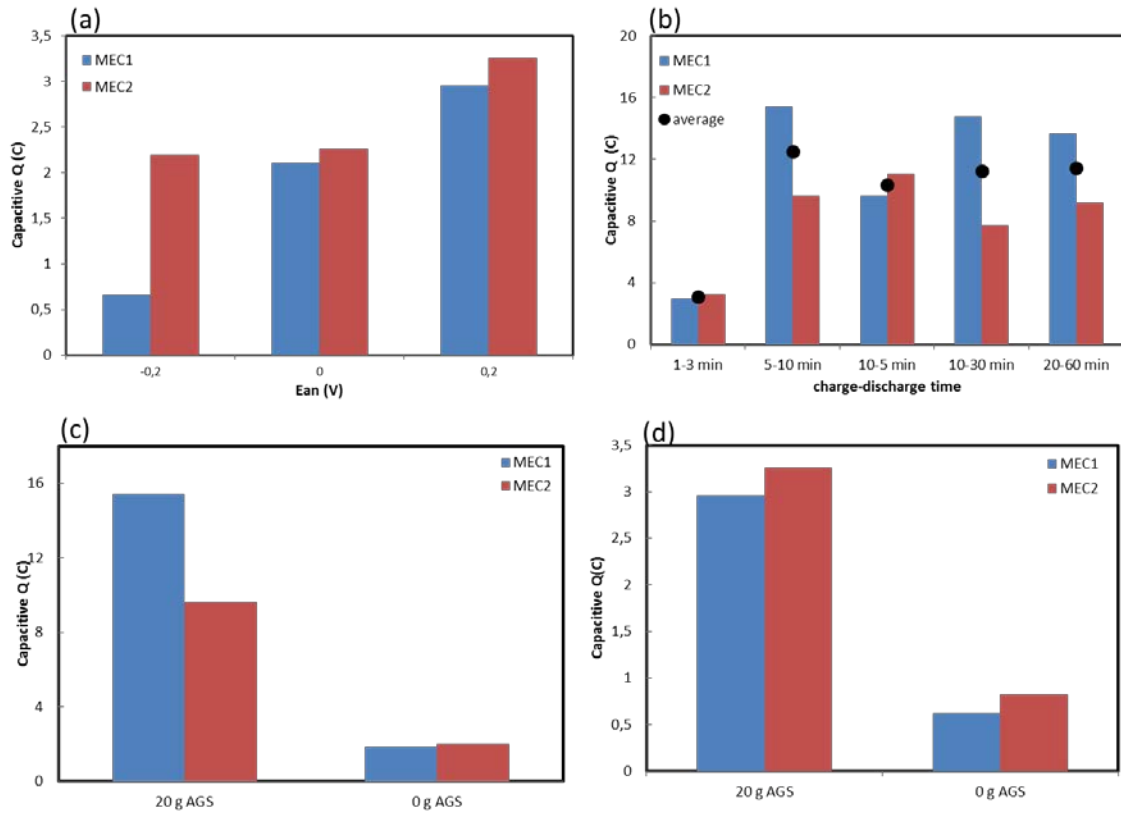 (a)
Capacitive Q (C)
3,5
3
2,5
2
1,5
1
0,5
0
MEC1
MEC2
-0,2 0 0,2
Ean (V)
(b)
Capacitive Q (C)
20
16
12
8
4
0
MEC1
MEC2
average
1-3 min 5-10 min 10-5 min 10-30 min 20-60 min
charge-discharge time
(c)
Capacitive Q (C)
16
12
8
4
0
MEC1
MEC2
20 g AGS 0 g AGS
(d)
Capacitive Q(C)
3,5
3
2,5
2
1,5
1
0,5
0
MEC1
MEC2
20 g AGS 0 g AGS